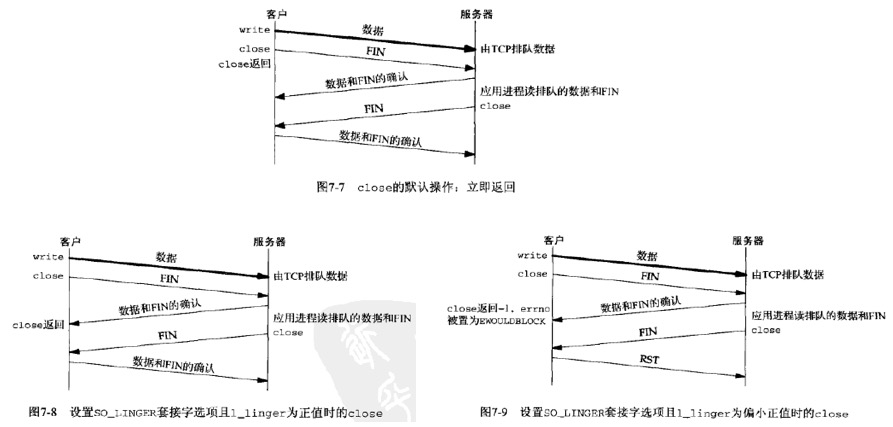 客户 服务器
write 数据
由TCP排队数据
close FIN
close返回
数据和FIN的确认
应用进程读排队的数据和FIN
FIN close
数据和FIN的确认
图7-7 close的默认操作：立即返回
客户 服务器
write 数据
close FIN 由TCP排队数据
数据和FIN的确认
close返回 应用进程读排队的数据和FIN
FIN close
数据和FIN的确认
图7-8 设置SO_LINGER套接字选项且l_linger为正值时的close
客户 服务器
write 数据
close FIN 由TCP排队数据
close返回-1，errno 数据和FIN的确认
被置为EWOULDBLOCK 应用进程读排队的数据和FIN
FIN close
RST
图7-9 设置SO_LINGER套接字选项且l_linger为偏小正值时的close